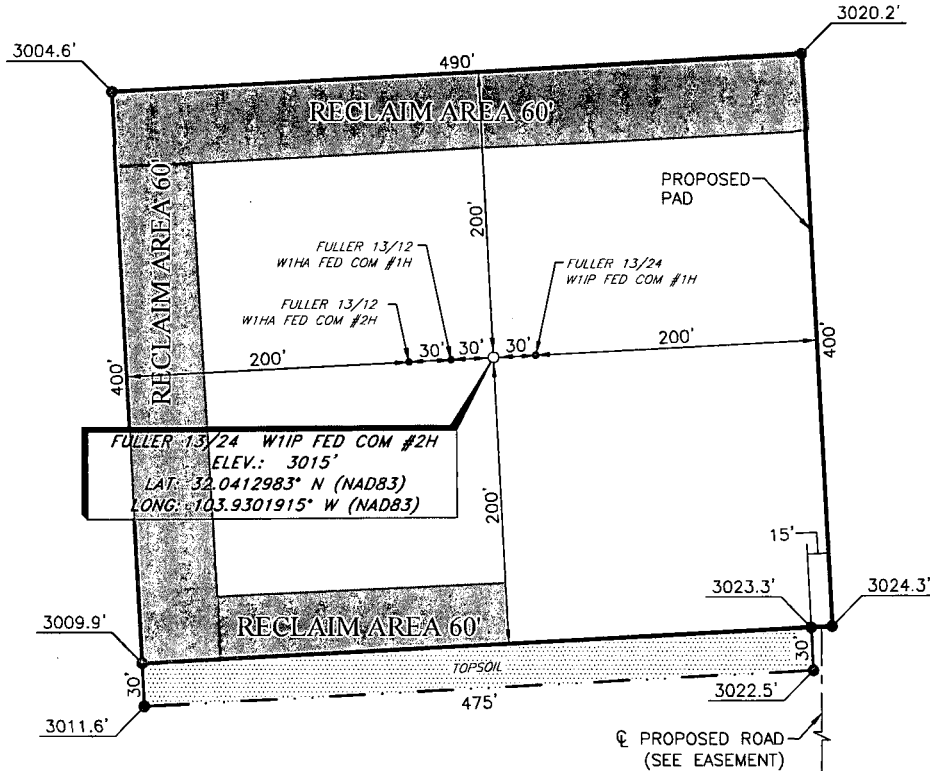 3020.2'
3004.6'
490'
RECLAIM AREA 60'
PROPOSED
PAD
RECLAIM AREA 60'
200'
FULLER 13/12
W1HA FED COM #1H
FULLER 13/24
W1IP FED COM #1H
FULLER 13/12
W1HA FED COM #2H
200'
30'
30'
30'
200'
400'
400'
FULLER 13/24 W1IP FED COM #2H
ELEV.: 3015'
LAT: 32.0412983° N (NAD83)
LONG: 103.9301915° W (NAD83)
200'
15'
3023.3'
3024.3'
3009.9'
RECLAIM AREA 60'
TOPSOIL
30'
30'
475'
3022.5'
3011.6'
℄ PROPOSED ROAD
(SEE EASEMENT)